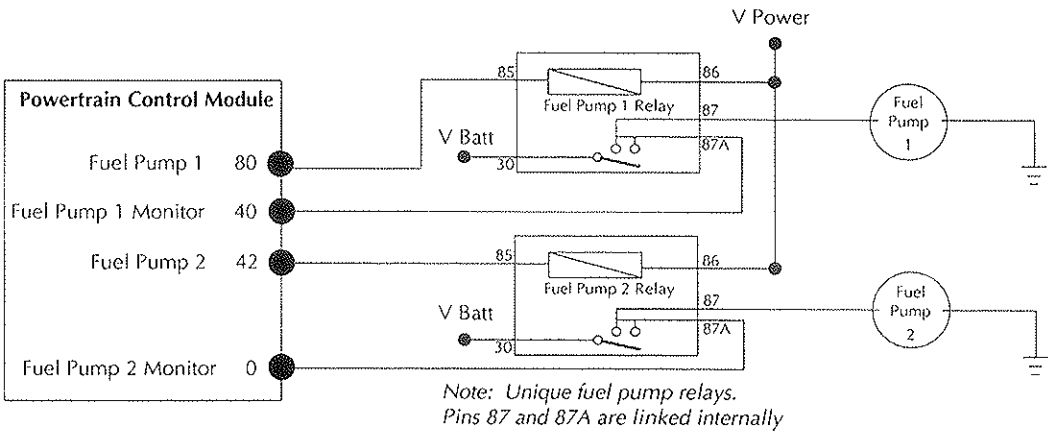 V Power
Powertrain Control Module
Fuel Pump 1 80
Fuel Pump 1 Monitor 40
Fuel Pump 2 42
Fuel Pump 2 Monitor 0
85
86
Fuel Pump 1 Relay
87
87A
V Batt
30
Fuel
Pump
1
85
86
Fuel Pump 2 Relay
87
87A
V Batt
30
Fuel
Pump
2
Note: Unique fuel pump relays.
Pins 87 and 87A are linked internally